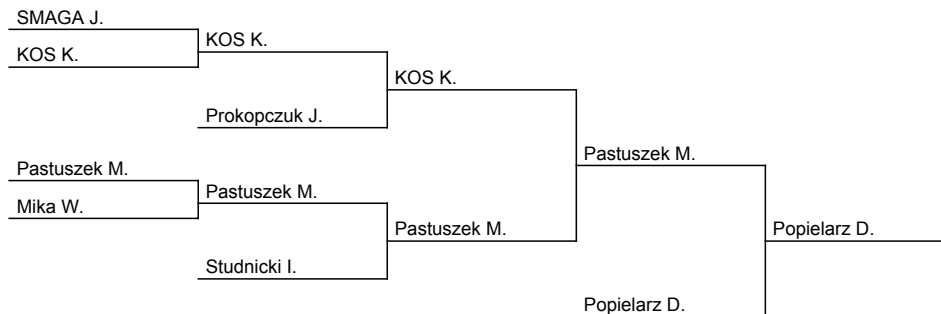 SMAGA J.
KOS K.
KOS K.
KOS K.
Prokopczuk J.
Pastuszek M.
Pastuszek M.
Mika W.
Pastuszek M.
Pastuszek M.
Popielarz D.
Studnicki I.
Popielarz D.